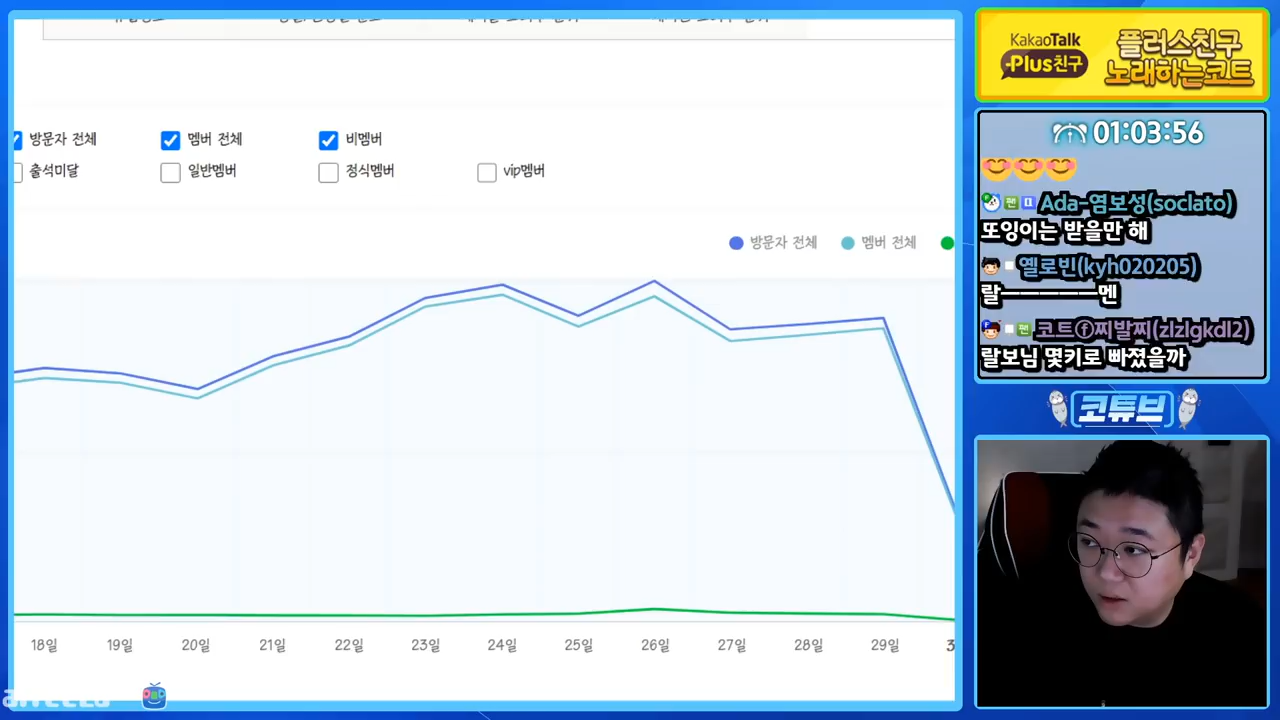 방문자 전체
멤버 전체
비멤버
출석미달
일반멤버
정식멤버
vip멤버
방문자 전체
멤버 전체
18일
19일
20일
21일
22일
23일
24일
25일
26일
27일
28일
29일
3
KakaoTalk
Plus친구
플러스친구
노래하는코트
01:03:56
Ada-염보성(soclato)
또잉이는 받을만 해
옐로빈(kyh020205)
랄ㅡㅡㅡㅡㅡㅡ멘
코트ⓕ찌발찌(zlzlgkdl2)
랄보님 몇키로 빠졌을까
코튜브